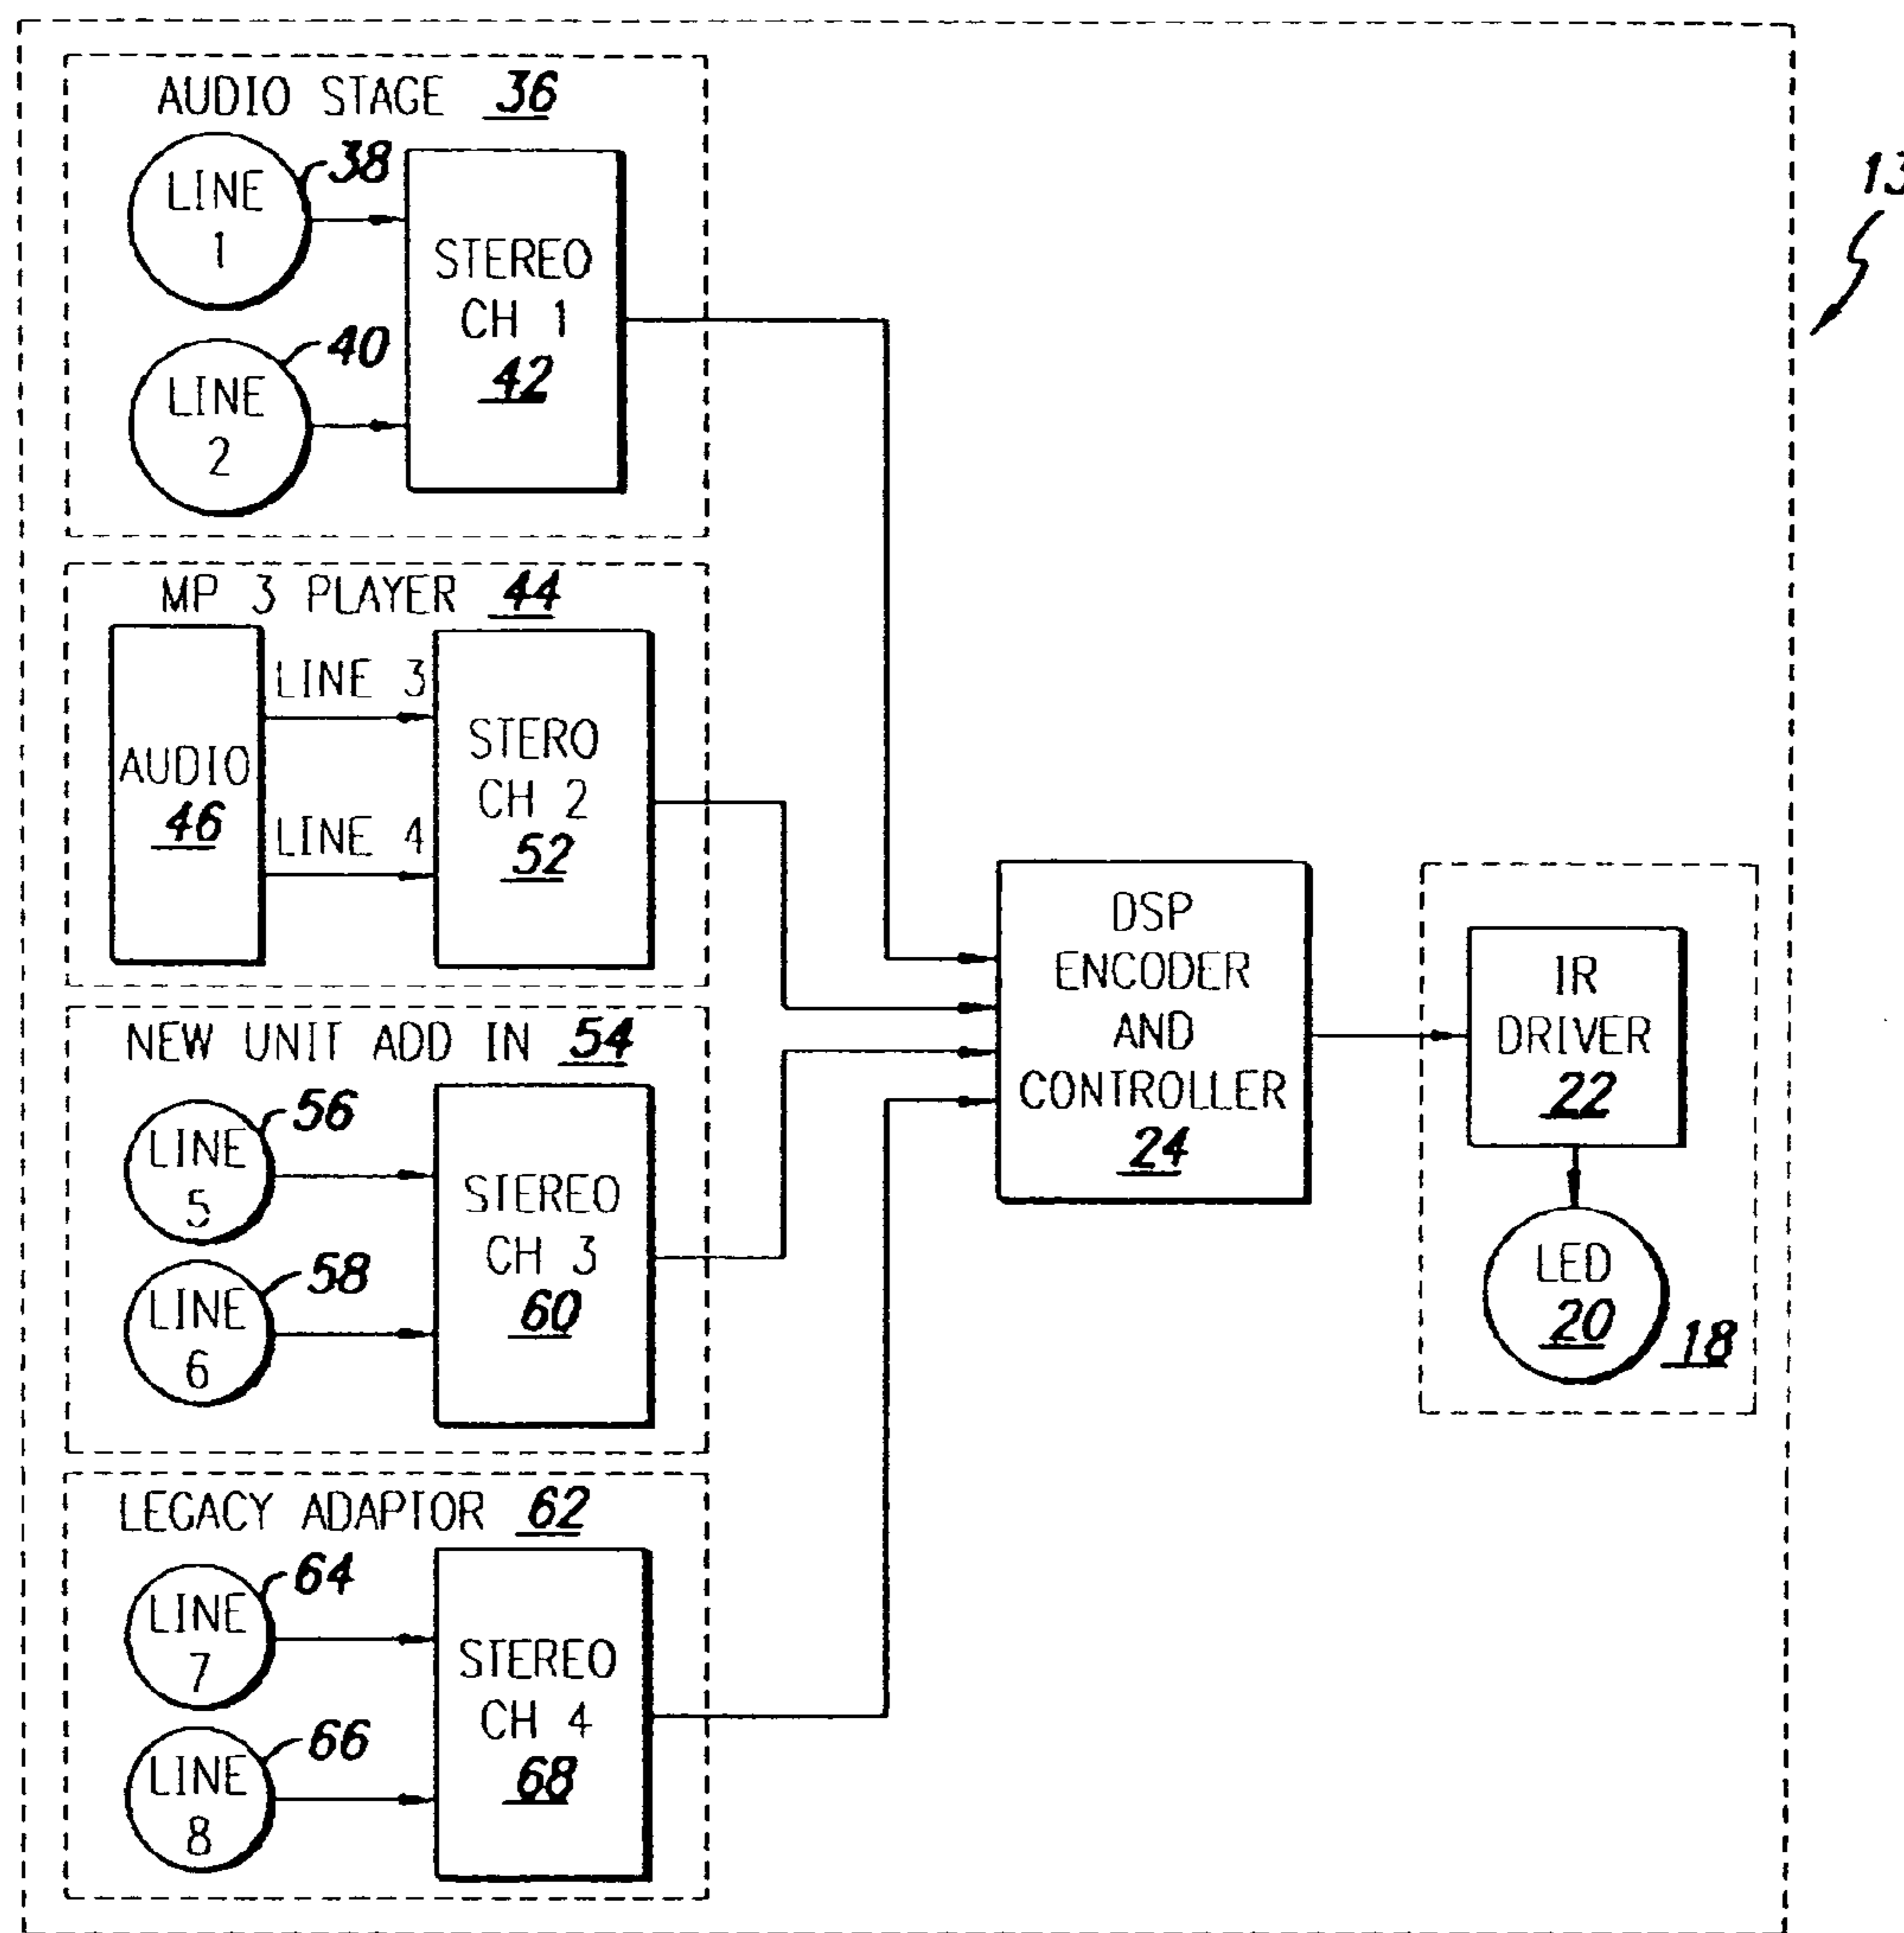 13
AUDIO STAGE 36
LINE
1
38
LINE
2
40
STEREO
CH 1
42
MP 3 PLAYER 44
AUDIO
46
LINE 3
LINE 4
STERO
CH 2
52
NEW UNIT ADD IN 54
LINE
5
56
LINE
6
58
STEREO
CH 3
60
LEGACY ADAPTOR 62
LINE
7
64
LINE
8
66
STEREO
CH 4
68
DSP
ENCODER
AND
CONTROLLER
24
IR
DRIVER
22
LED
20
18